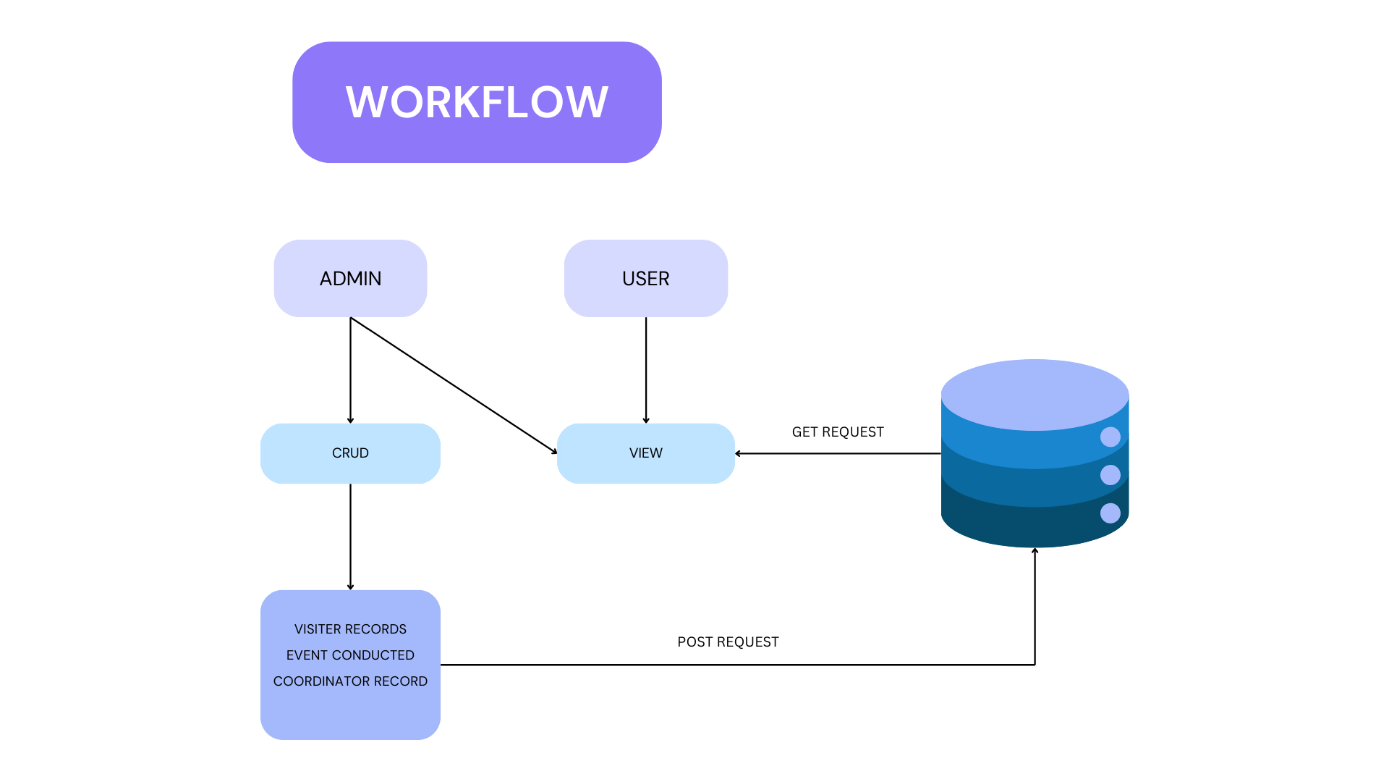 WORKFLOW
ADMIN
USER
CRUD
VIEW
GET REQUEST
VISITER RECORDS
EVENT CONDUCTED
COORDINATOR RECORD
POST REQUEST